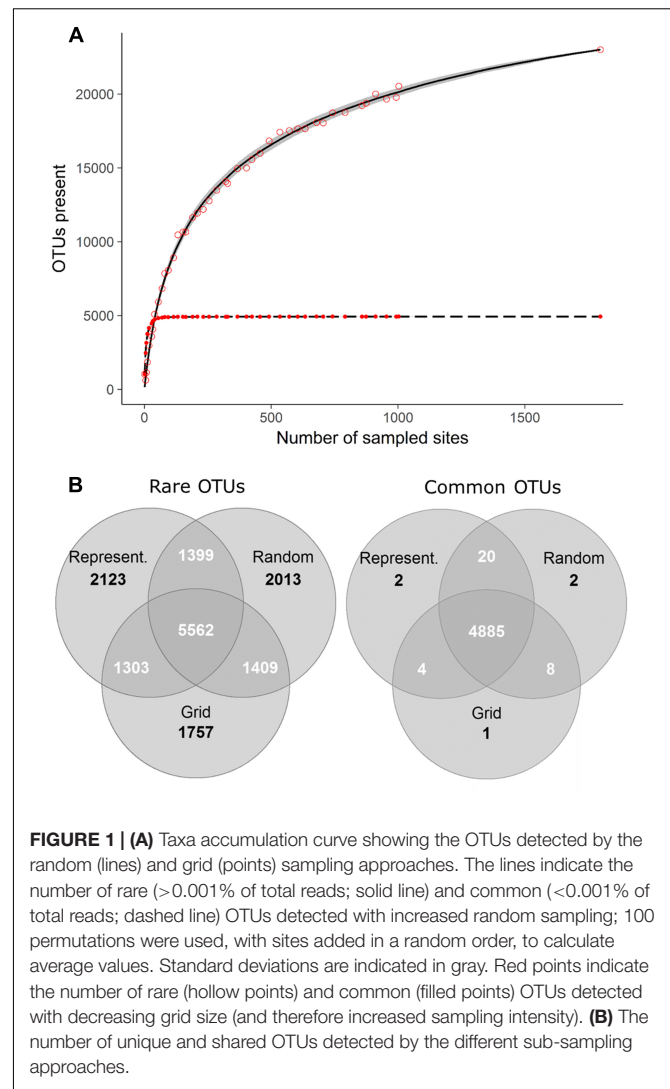 A
20000
15000
10000
5000
0
OTUs present
0 500 1000 1500
Number of sampled sites
B
Rare OTUs
Represent.
2123
1399
Random
2013
5562
1303
1409
Grid
1757
Common OTUs
Represent.
2
20
Random
2
4885
4
8
Grid
1
FIGURE 1 | (A) Taxa accumulation curve showing the OTUs detected by the
random (lines) and grid (points) sampling approaches. The lines indicate the
number of rare (>0.001% of total reads; solid line) and common (<0.001% of
total reads; dashed line) OTUs detected with increased random sampling; 100
permutations were used, with sites added in a random order, to calculate
average values. Standard deviations are indicated in gray. Red points indicate
the number of rare (hollow points) and common (filled points) OTUs detected
with decreasing grid size (and therefore increased sampling intensity). (B) The
number of unique and shared OTUs detected by the different sub-sampling
approaches.